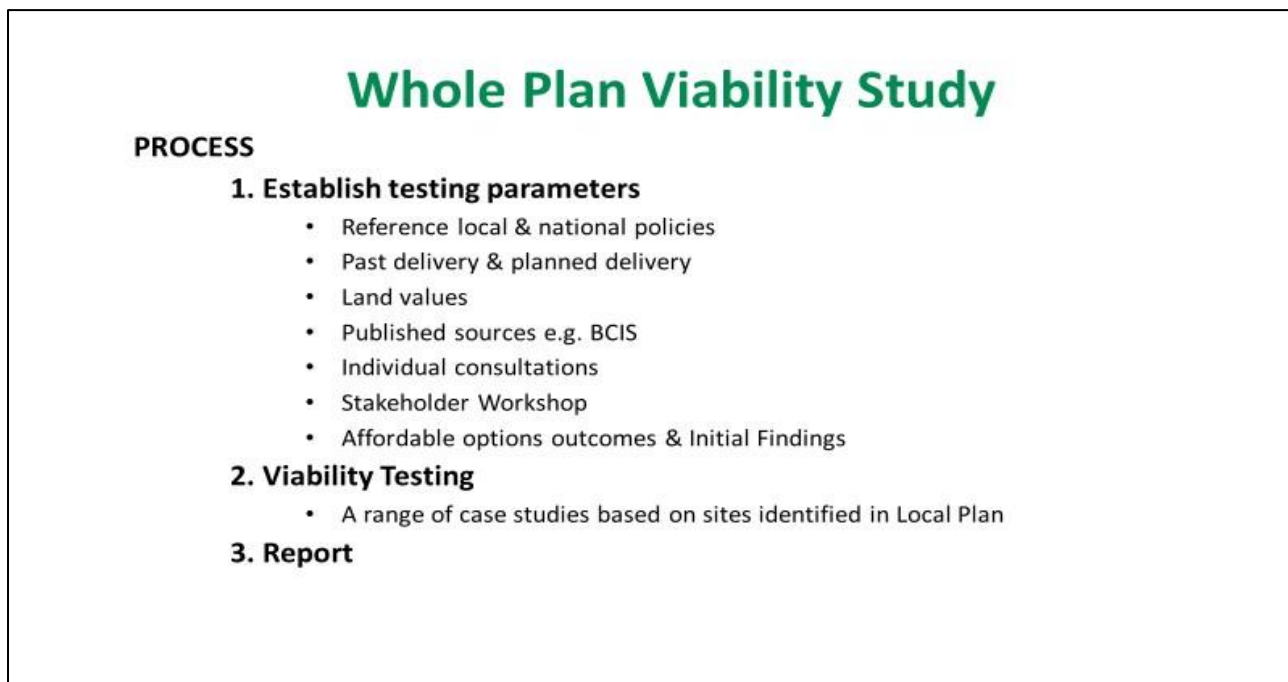 Whole Plan Viability Study
PROCESS
1. Establish testing parameters
• Reference local & national policies
• Past delivery & planned delivery
• Land values
• Published sources e.g. BCIS
• Individual consultations
• Stakeholder Workshop
• Affordable options outcomes & Initial Findings
2. Viability Testing
• A range of case studies based on sites identified in Local Plan
3. Report